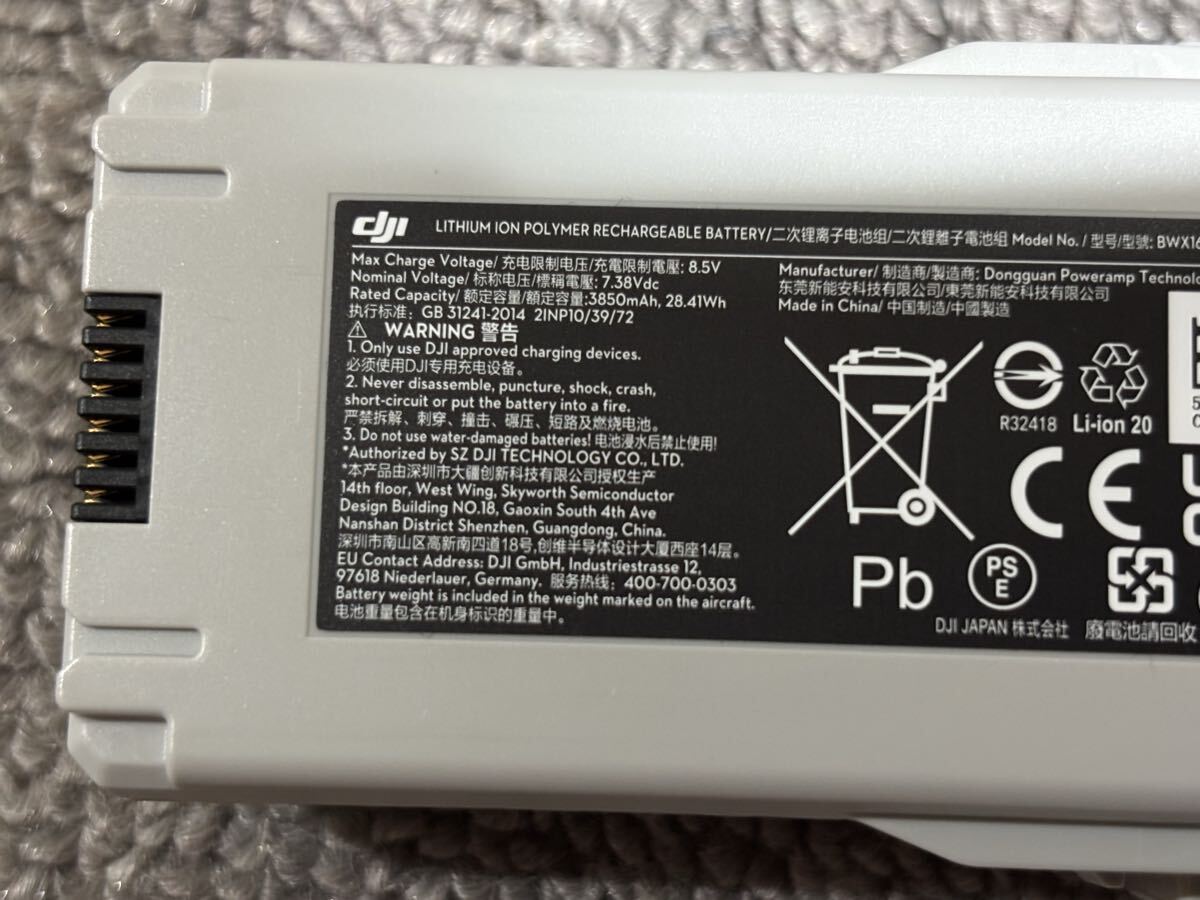 dji LITHIUM ION POLYMER RECHARGEABLE BATTERY/二次锂离子电池组/二次鋰離子電池組 Model No. / 型号/型號: BWX16
Max Charge Voltage/ 充电限制电压/充電限制電壓: 8.5V
Nominal Voltage/ 标称电压/標稱電壓: 7.38Vdc
Rated Capacity/ 额定容量/額定容量:3850mAh, 28.41Wh
执行标准: GB 31241-2014 2INP10/39/72
⚠ WARNING 警告
1. Only use DJI approved charging devices.
必须使用DJI专用充电设备。
2. Never disassemble, puncture, shock, crash,
short-circuit or put the battery into a fire.
严禁拆解、刺穿、撞击、碾压、短路及燃烧电池。
3. Do not use water-damaged batteries! 电池浸水后禁止使用!
*Authorized by SZ DJI TECHNOLOGY CO., LTD.
*本产品由深圳市大疆创新科技有限公司授权生产
14th floor, West Wing, Skyworth Semiconductor
Design Building NO.18, Gaoxin South 4th Ave
Nanshan District Shenzhen, Guangdong, China.
深圳市南山区高新南四道18号,创维半导体设计大厦西座14层。
EU Contact Address: DJI GmbH, Industriestrasse 12,
97618 Niederlauer, Germany. 服务热线: 400-700-0303
Battery weight is included in the weight marked on the aircraft.
电池重量包含在机身标识的重量中。
Manufacturer/ 制造商/製造商: Dongguan Poweramp Technolo
东莞新能安科技有限公司/東莞新能安科技有限公司
Made in China/ 中国制造/中國製造
R32418
Li-ion 20
CE
Pb
PS
E
DJI JAPAN 株式会社
廢電池請回收